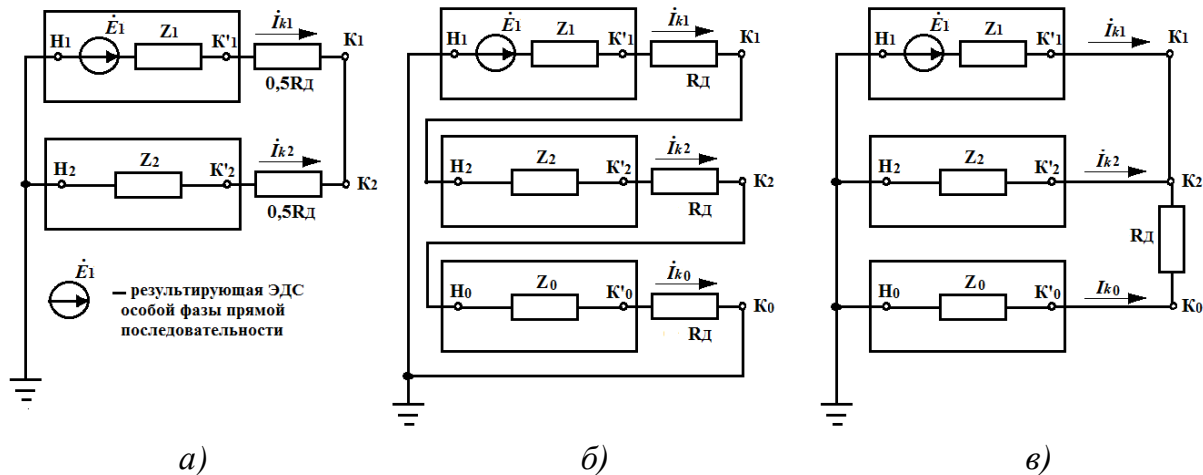 H1
Ė1
Z1
K'1
İk1
K1
0,5RД
H2
Z2
K'2
İk2
K2
0,5RД
Ė1
– результирующая ЭДС
особой фазы прямой
последовательности
а)
H1
Ė1
Z1
K'1
İk1
K1
RД
H2
Z2
K'2
İk2
K2
RД
H0
Z0
K'0
İk0
K0
RД
б)
H1
Ė1
Z1
K'1
İk1
K1
H2
Z2
K'2
İk2
K2
RД
H0
Z0
K'0
Ik0
K0
в)